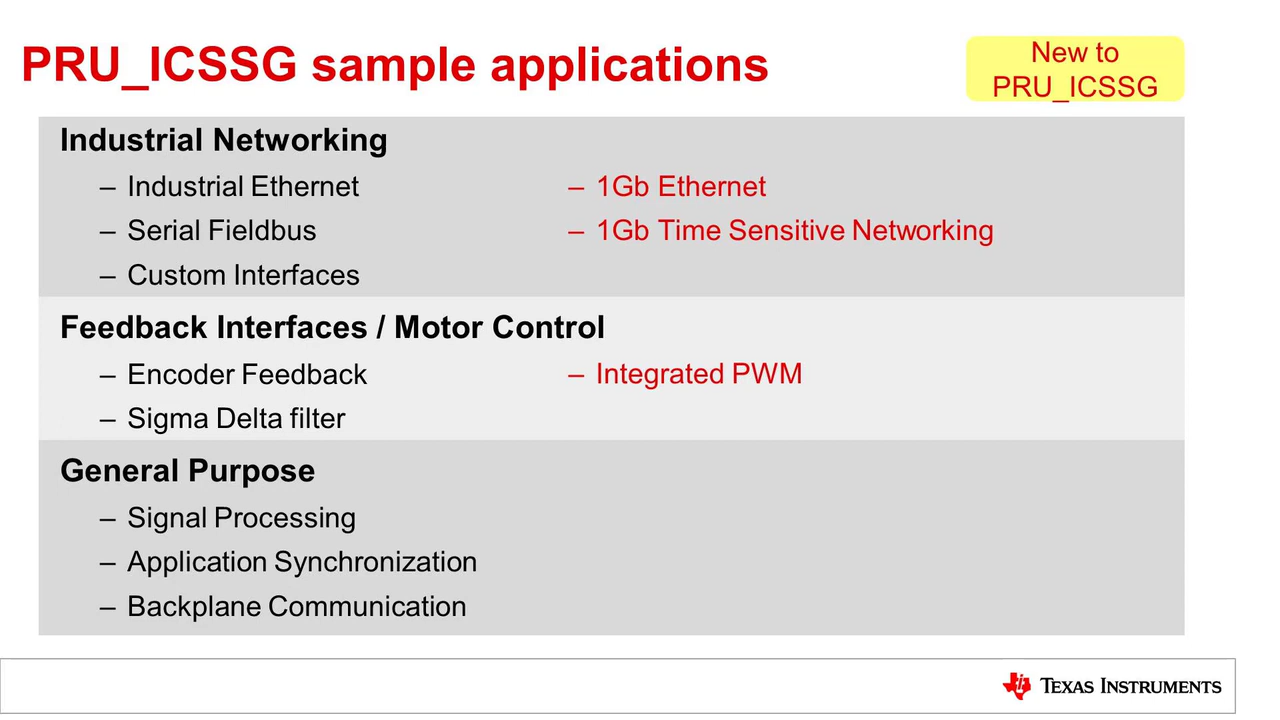 PRU_ICSSG sample applications
New to
PRU_ICSSG
Industrial Networking
– Industrial Ethernet
– Serial Fieldbus
– Custom Interfaces
– 1Gb Ethernet
– 1Gb Time Sensitive Networking
Feedback Interfaces / Motor Control
– Encoder Feedback
– Sigma Delta filter
– Integrated PWM
General Purpose
– Signal Processing
– Application Synchronization
– Backplane Communication
TEXAS INSTRUMENTS